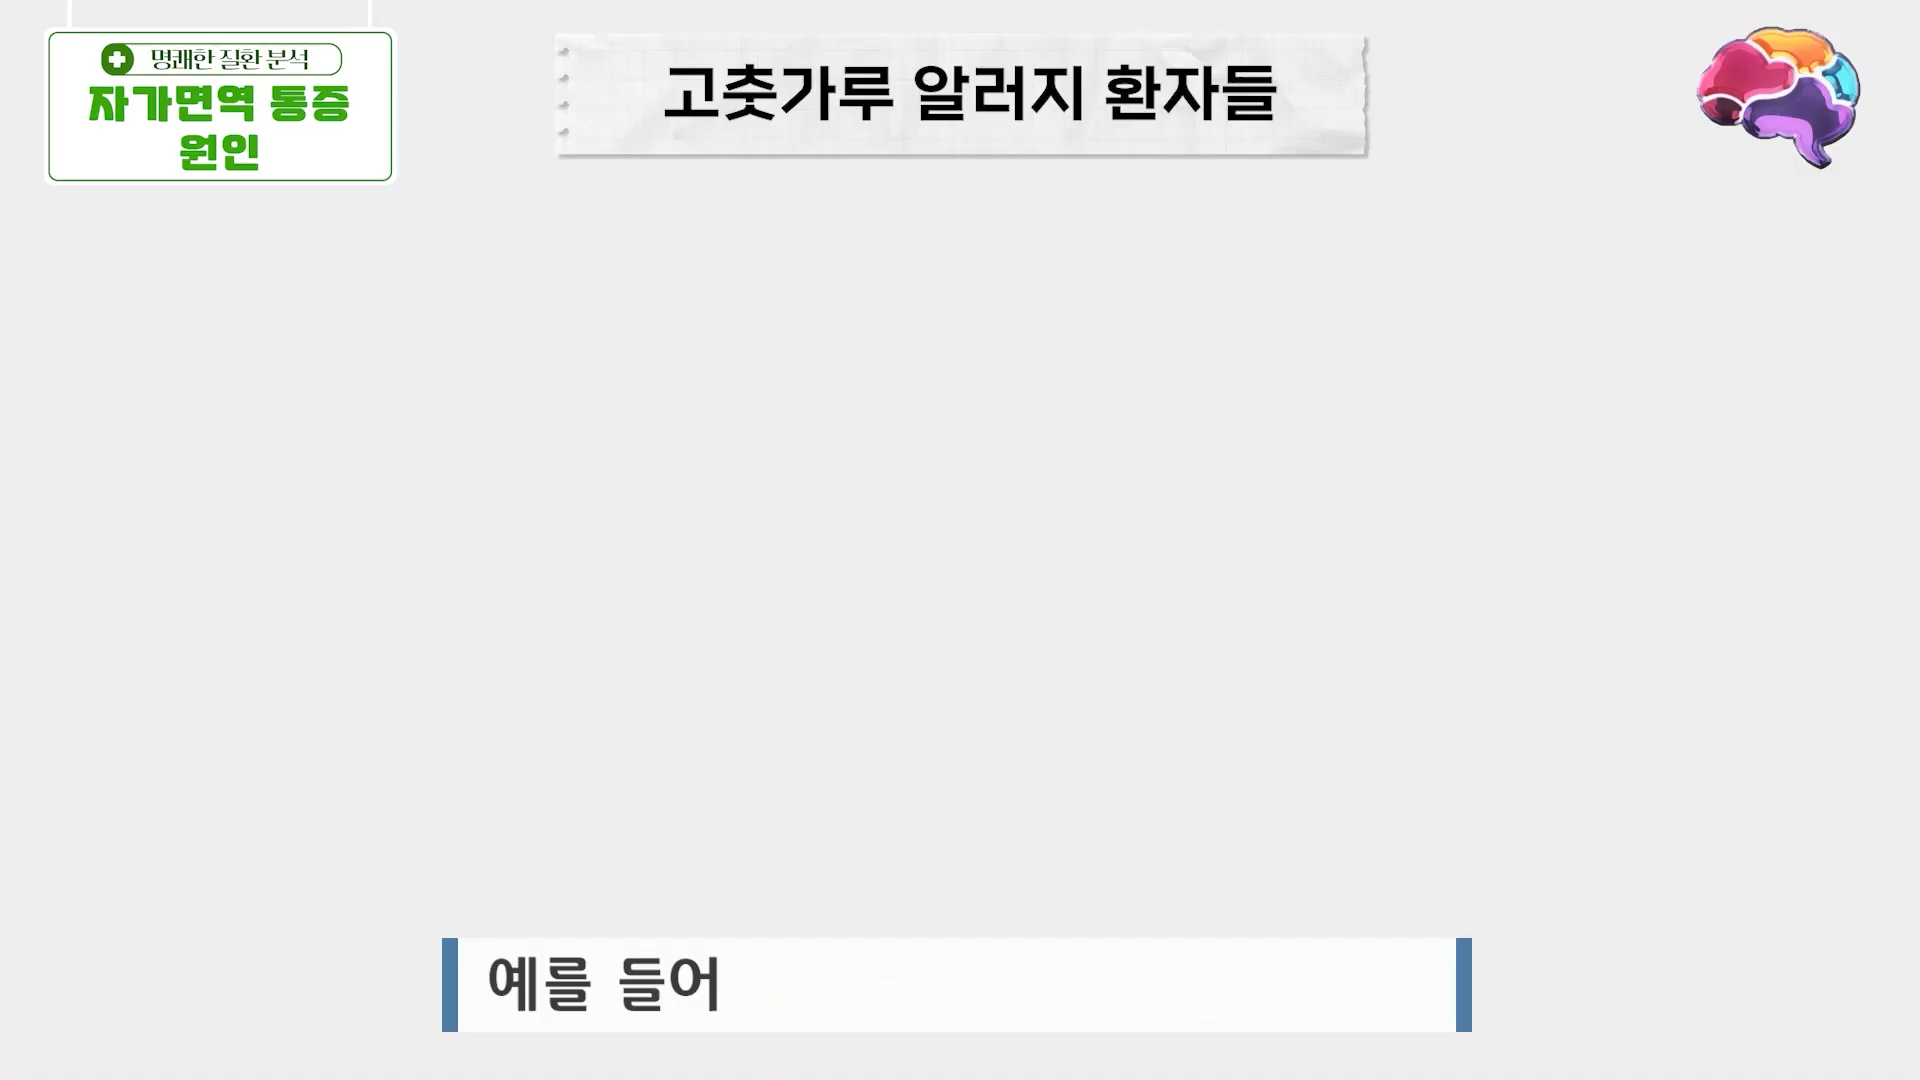 명쾌한 질환 분석
자가면역 통증
원인
고춧가루 알러지 환자들
예를 들어